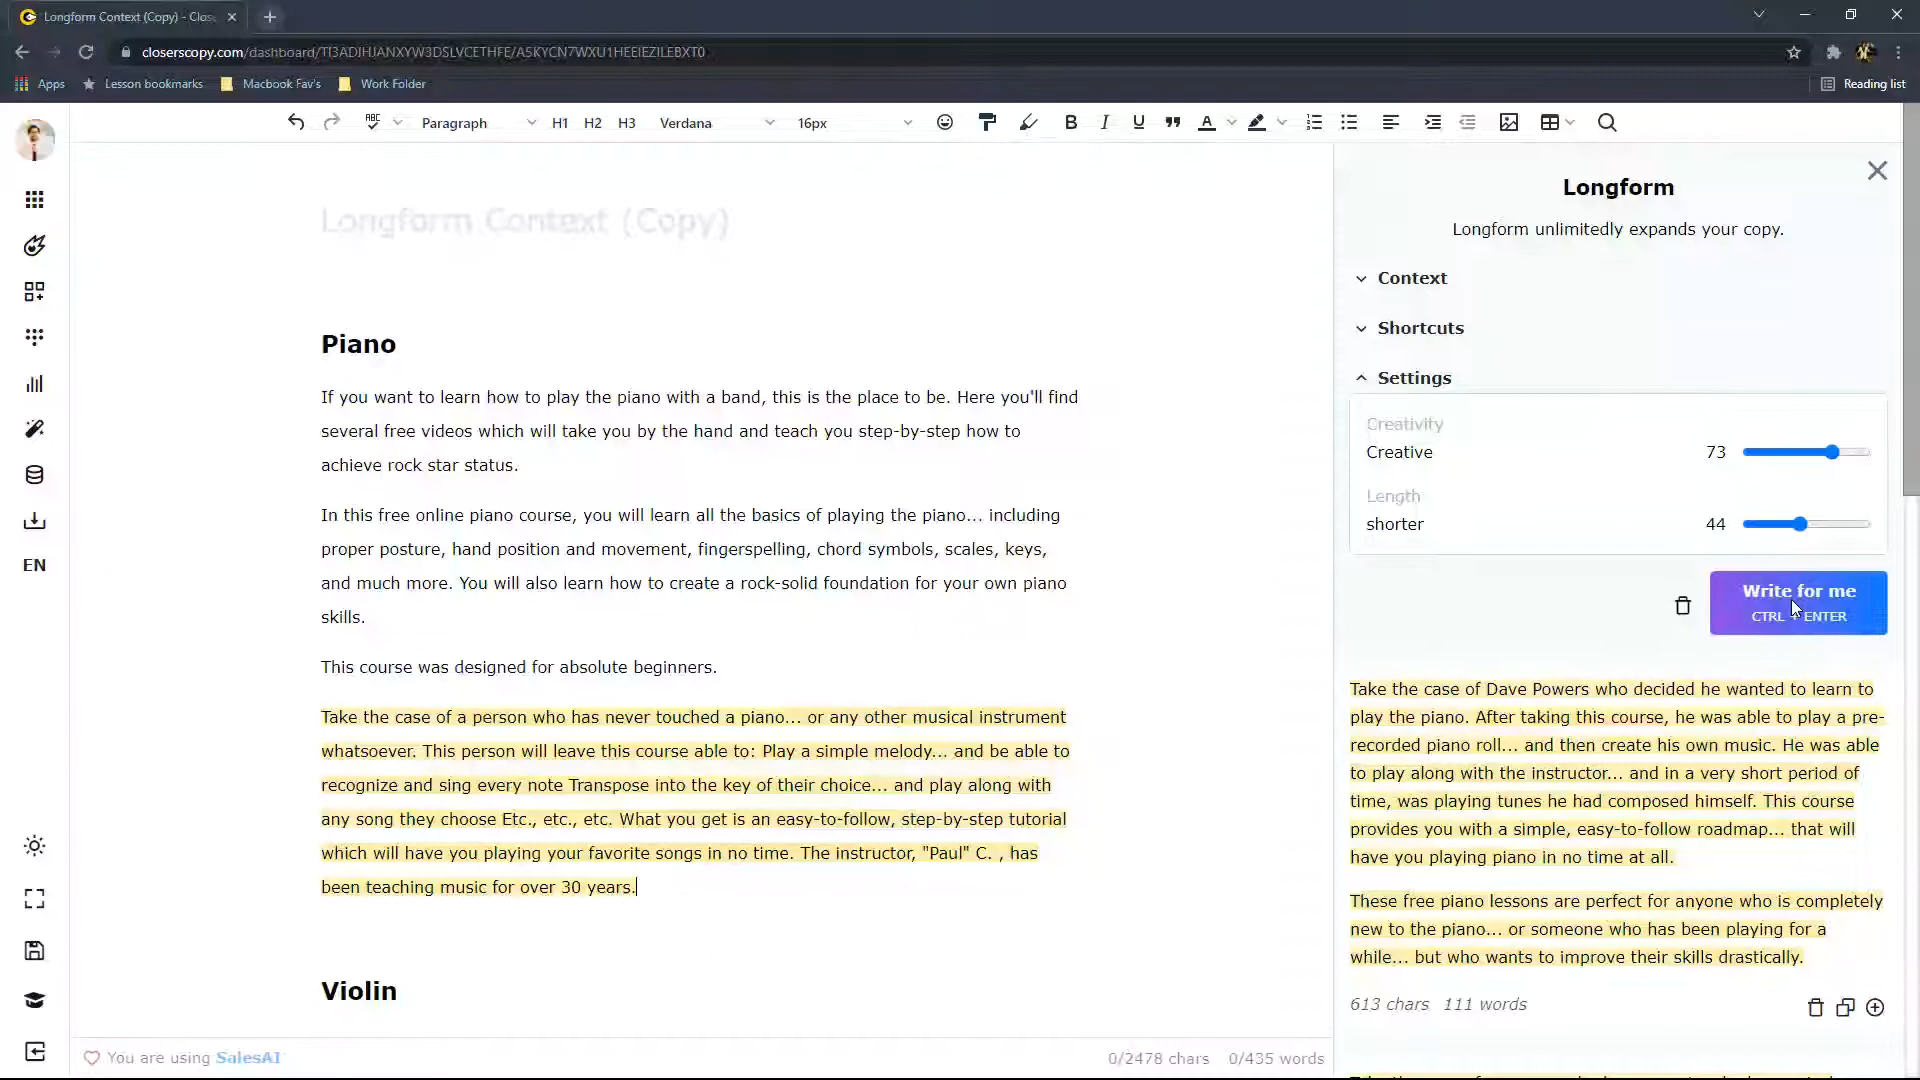 Longform Context (Copy) - Clos
closerscopy.com/dashboard/TI3ADJHJANXYW3DSLVCETHFE/A5KYCN7WXU1HEEIEZILEBXT0
Apps Lesson bookmarks Macbook Fav's Work Folder Reading list
ABC Paragraph H1 H2 H3 Verdana 16px B I U A
Longform Context (Copy)
Piano
If you want to learn how to play the piano with a band, this is the place to be. Here you'll find
several free videos which will take you by the hand and teach you step-by-step how to
achieve rock star status.
In this free online piano course, you will learn all the basics of playing the piano... including
proper posture, hand position and movement, fingerspelling, chord symbols, scales, keys,
and much more. You will also learn how to create a rock-solid foundation for your own piano
skills.
This course was designed for absolute beginners.
Take the case of a person who has never touched a piano... or any other musical instrument
whatsoever. This person will leave this course able to: Play a simple melody... and be able to
recognize and sing every note Transpose into the key of their choice... and play along with
any song they choose Etc., etc., etc. What you get is an easy-to-follow, step-by-step tutorial
which will have you playing your favorite songs in no time. The instructor, "Paul" C. , has
been teaching music for over 30 years.
Violin
EN
You are using SalesAI
0/2478 chars 0/435 words
Longform
Longform unlimitedly expands your copy.
Context
Shortcuts
Settings
Creativity
Creative 73
Length
shorter 44
Write for me
CTRL + ENTER
Take the case of Dave Powers who decided he wanted to learn to
play the piano. After taking this course, he was able to play a pre-
recorded piano roll... and then create his own music. He was able
to play along with the instructor... and in a very short period of
time, was playing tunes he had composed himself. This course
provides you with a simple, easy-to-follow roadmap... that will
have you playing piano in no time at all.
These free piano lessons are perfect for anyone who is completely
new to the piano... or someone who has been playing for a
while... but who wants to improve their skills drastically.
613 chars 111 words